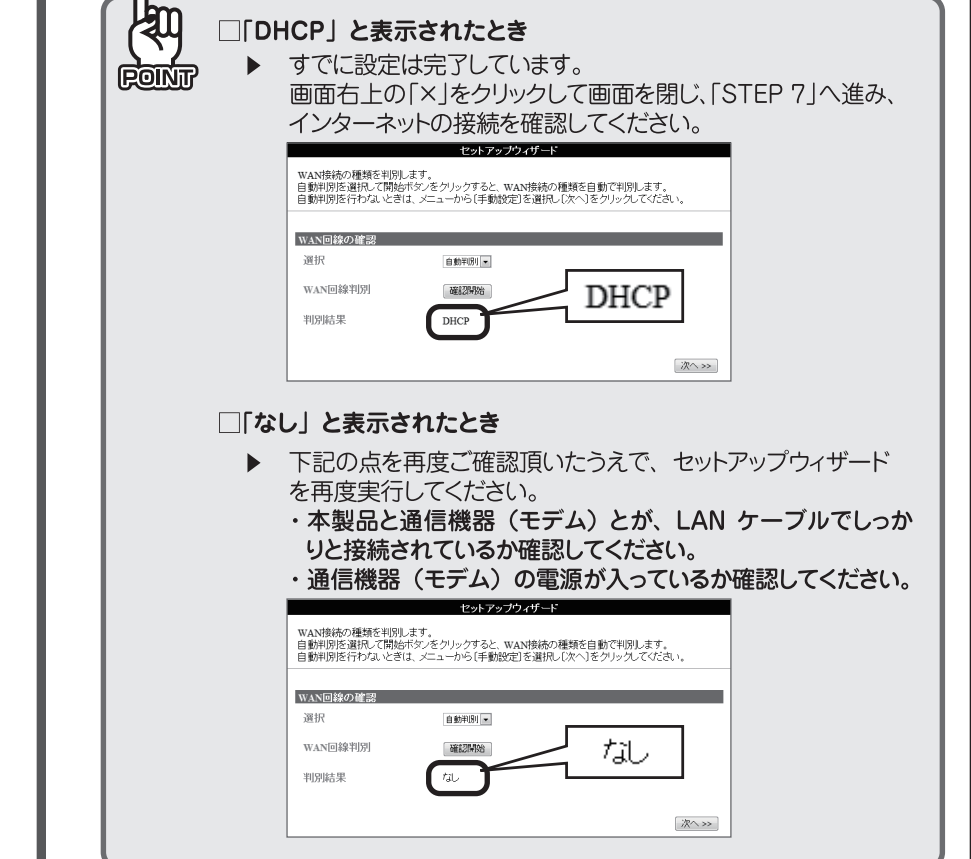 POINT
□「DHCP」と表示されたとき
▶ すでに設定は完了しています。
画面右上の「×」をクリックして画面を閉じ、「STEP 7」へ進み、
インターネットの接続を確認してください。
セットアップウィザード
WAN接続の種類を判別します。
自動判別を選択して開始ボタンをクリックすると、WAN接続の種類を自動で判別します。
自動判別を行わないときは、メニューから[手動設定]を選択し[次へ]をクリックしてください。
WAN回線の確認
選択 自動判別
WAN回線判別 確認開始
判別結果 DHCP
DHCP
次へ >>
□「なし」と表示されたとき
▶ 下記の点を再度ご確認頂いたうえで、セットアップウィザード
を再度実行してください。
・本製品と通信機器（モデム）とが、LAN ケーブルでしっか
りと接続されているか確認してください。
・通信機器（モデム）の電源が入っているか確認してください。
セットアップウィザード
WAN接続の種類を判別します。
自動判別を選択して開始ボタンをクリックすると、WAN接続の種類を自動で判別します。
自動判別を行わないときは、メニューから[手動設定]を選択し[次へ]をクリックしてください。
WAN回線の確認
選択 自動判別
WAN回線判別 確認開始
判別結果 なし
なし
次へ >>